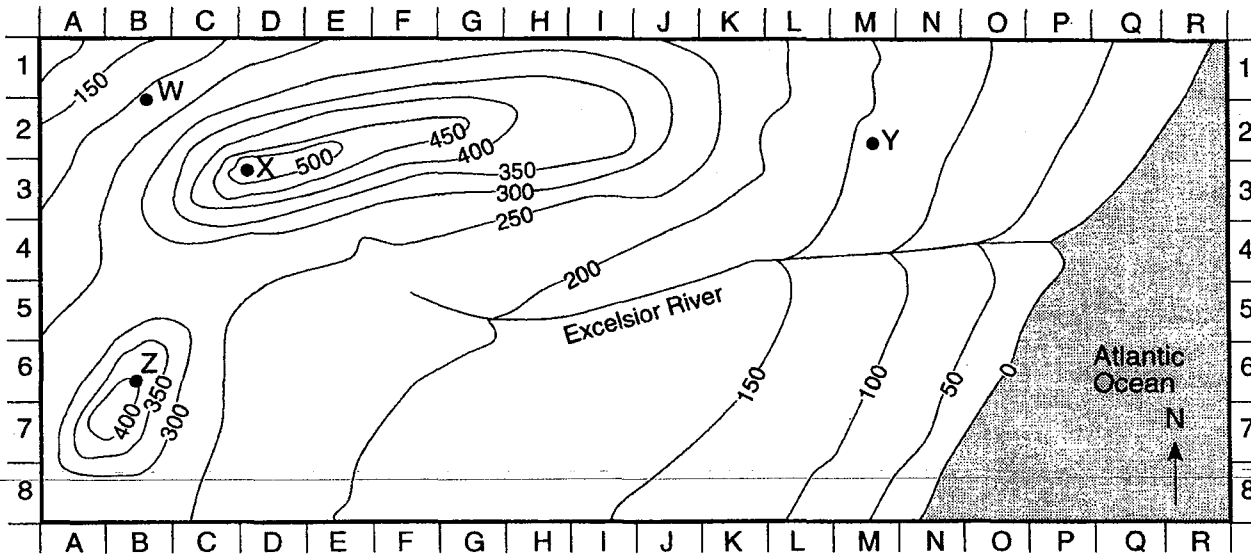 A B C D E F G H I J K L M N O P Q R
1 1
150 W
2 450 Y 2
400
X 500
3 350 3
300
250
4 4
200
5 Excelsior River 5
6 Z Atlantic 6
Ocean
350 150 100 50 0
400 300
7 N 7
8 8
A B C D E F G H I J K L M N O P Q R